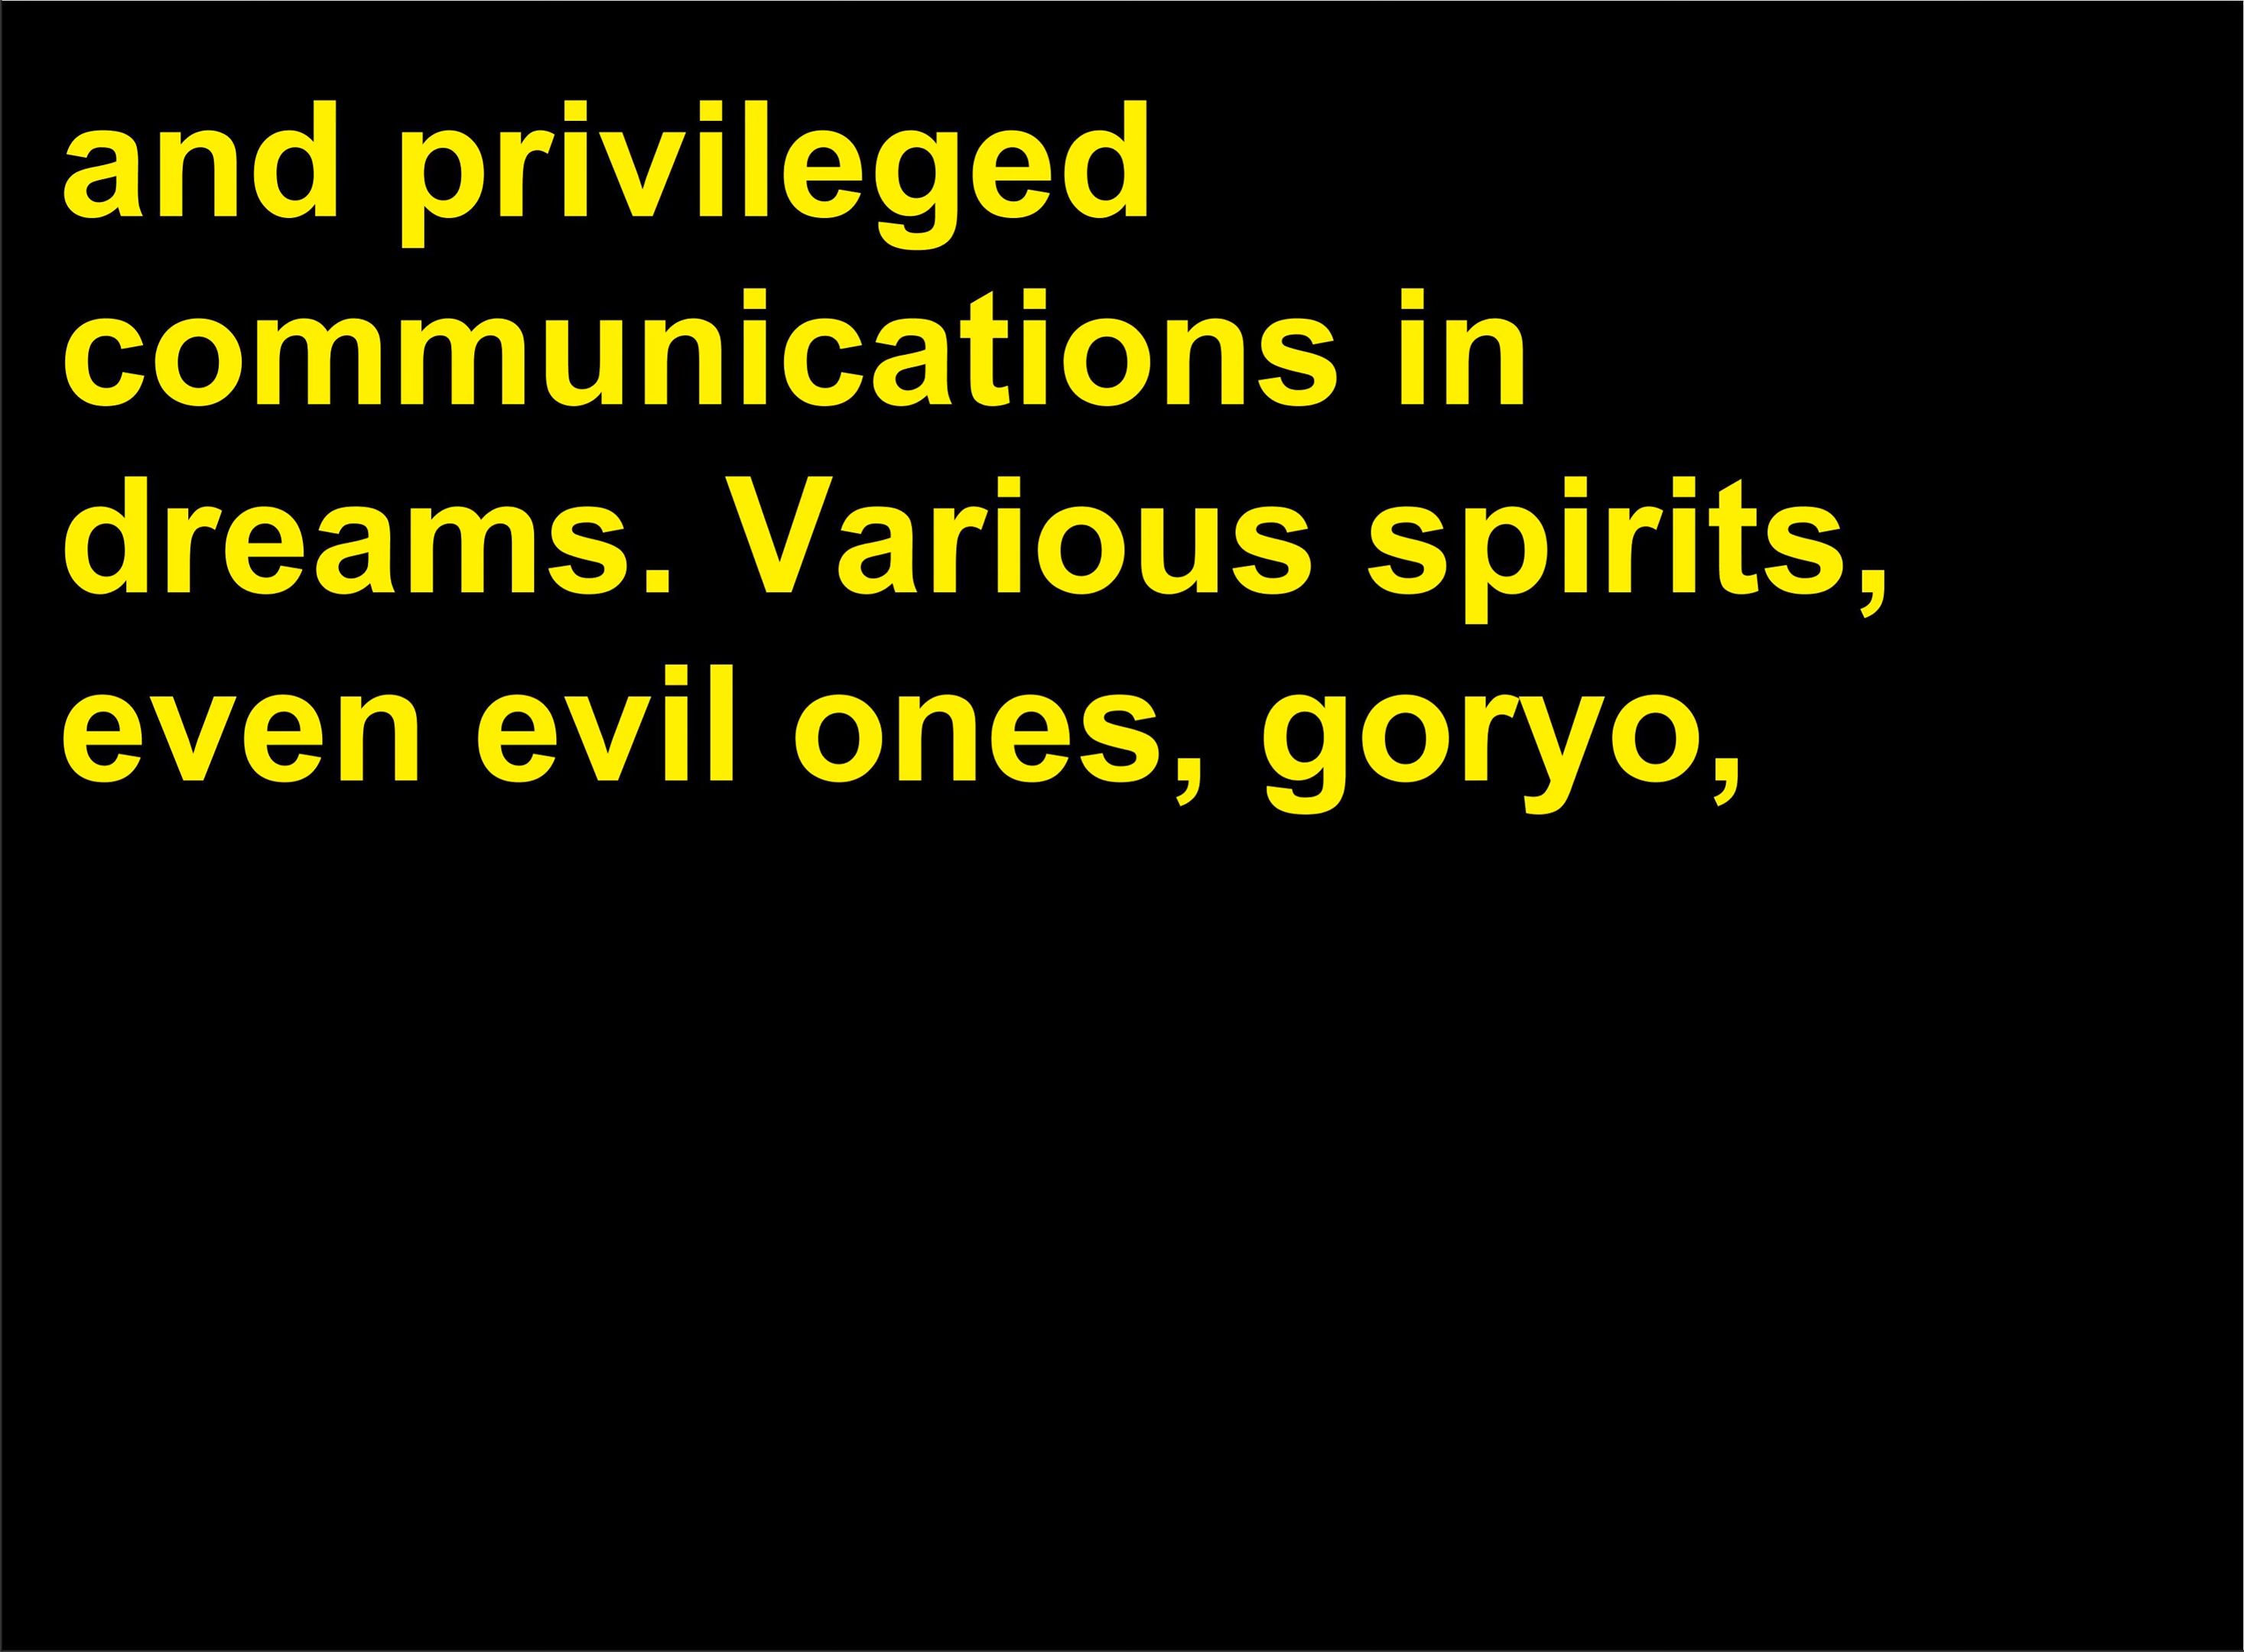 and privileged
communications in
dreams. Various spirits,
even evil ones, goryo,